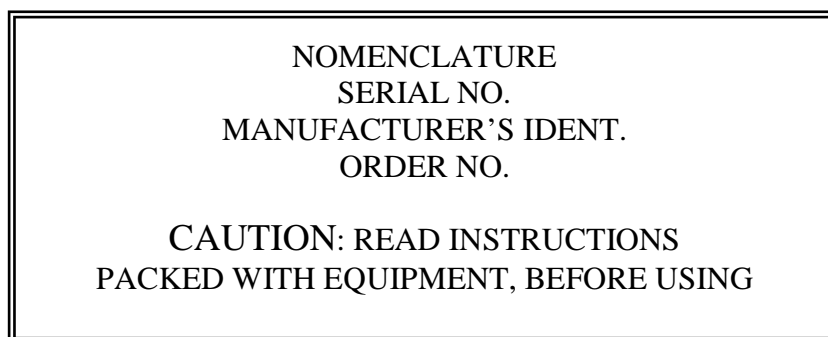 NOMENCLATURE
SERIAL NO.
MANUFACTURER’S IDENT.
ORDER NO.
CAUTION: READ INSTRUCTIONS
PACKED WITH EQUIPMENT, BEFORE USING